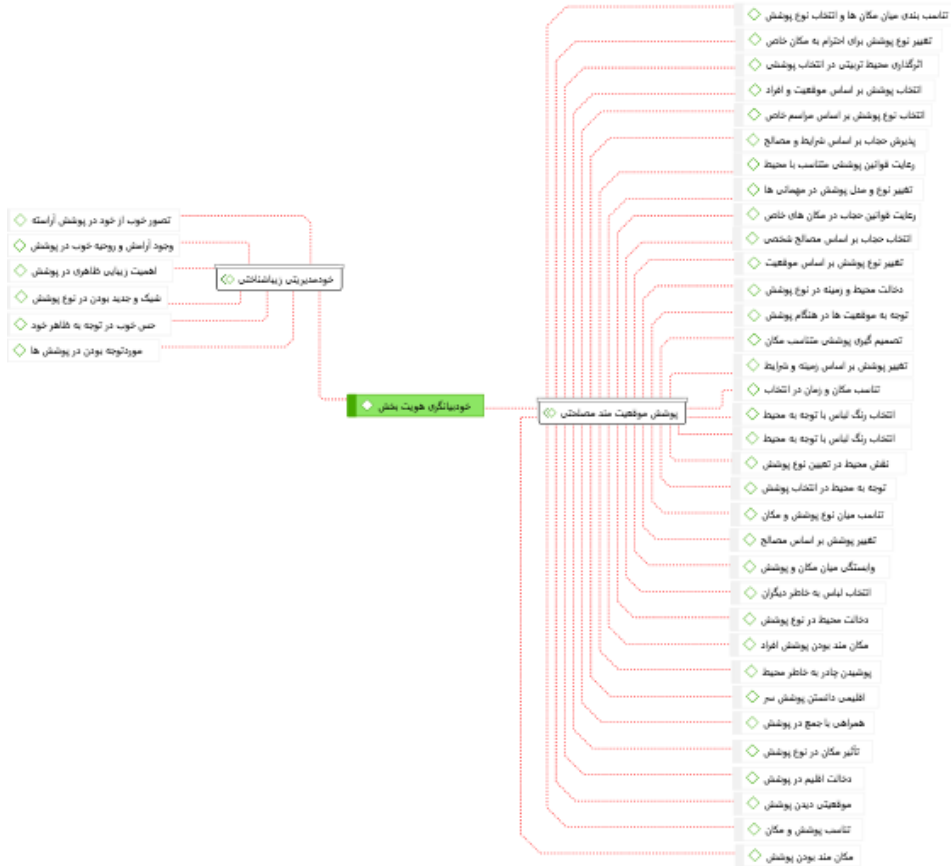 تناسب بندی میان مکان ها و انتخاب نوع پوشش
تغییر نوع پوشش برای احترام به مکان خاص
اثرگذاری محیط تربیتی در انتخاب پوششی
انتخاب پوشش بر اساس موقعیت و افراد
انتخاب نوع پوشش بر اساس مراسم خاص
پذیرش حجاب بر اساس شرایط و مصالح
رعایت قوانین پوششی متناسب با محیط
تغییر نوع و مدل پوشش در مهمانی ها
رعایت قوانین حجاب در مکان های خاص
انتخاب حجاب بر اساس مصالح شخصی
تغییر نوع پوشش بر اساس موقعیت
دخالت محیط و زمینه در نوع پوشش
توجه به موقعیت ها در هنگام پوشش
تصمیم گیری پوششی متناسب مکان
تغییر پوشش بر اساس زمینه و شرایط
تناسب مکان و زمان در انتخاب
انتخاب رنگ لباس با توجه به محیط
انتخاب رنگ لباس با توجه به محیط
نقش محیط در تعیین نوع پوشش
توجه به محیط در انتخاب پوشش
تناسب میان نوع پوشش و مکان
تغییر پوشش بر اساس مصالح
وابستگی میان مکان و پوشش
انتخاب لباس به خاطر دیگران
دخالت محیط در نوع پوشش
مکان مند بودن پوشش افراد
پوشیدن چادر به خاطر محیط
اقلیمی دانستن پوشش سر
همراهی با جمع در پوشش
تأثیر مکان در نوع پوشش
دخالت اقلیم در پوشش
موقعیتی دیدن پوشش
تناسب پوشش و مکان
مکان مند بودن پوشش
پوشش موقعیت مند مصلحتی
خودبیانگری هویت بخش
خودمدیریتی زیباشناختی
تصور خوب از خود در پوشش آراسته
وجود آرامش و روحیه خوب در پوشش
اهمیت زیبایی ظاهری در پوشش
شیک و جدید بودن در نوع پوشش
حس خوب در توجه به ظاهر خود
موردتوجه بودن در پوشش ها